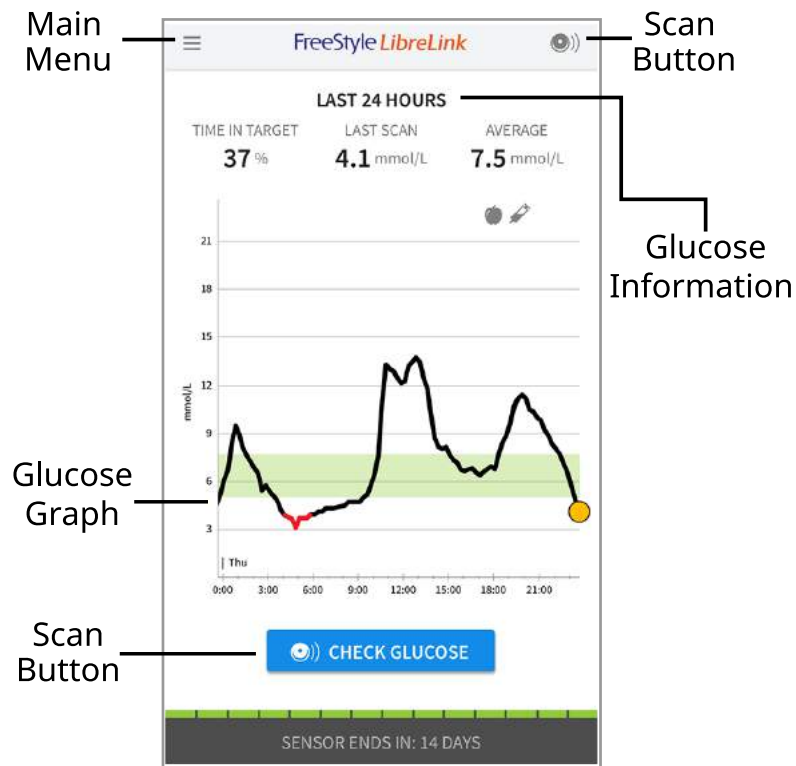 Main
Menu
FreeStyle LibreLink
Scan
Button
LAST 24 HOURS
TIME IN TARGET
LAST SCAN
AVERAGE
37 %
4.1 mmol/L
7.5 mmol/L
Glucose
Information
mmol/L
21
18
15
12
9
6
3
Glucose
Graph
Thu
0:00 3:00 6:00 9:00 12:00 15:00 18:00 21:00
Scan
Button
CHECK GLUCOSE
SENSOR ENDS IN: 14 DAYS